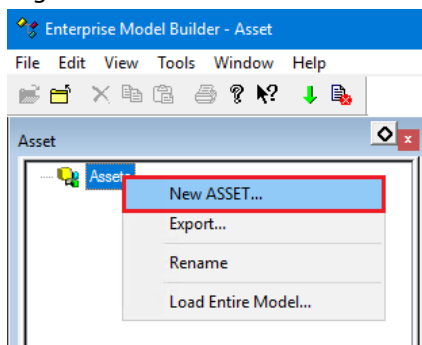 Enterprise Model Builder - Asset
File Edit View Tools Window Help
Asset
Assets
New ASSET...
Export...
Rename
Load Entire Model...